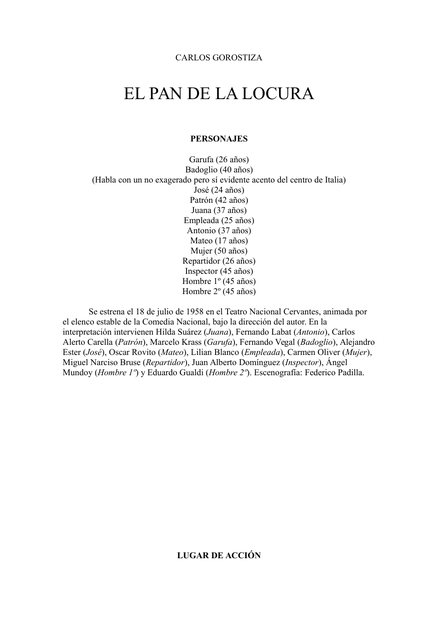 CARLOS GOROSTIZA
EL PAN DE LA LOCURA
PERSONAJES
Garufa (26 años)
Badoglio (40 años)
(Habla con un no exagerado pero sí evidente acento del centro de Italia)
José (24 años)
Patrón (42 años)
Juana (37 años)
Empleada (25 años)
Antonio (37 años)
Mateo (17 años)
Mujer (50 años)
Repartidor (26 años)
Inspector (45 años)
Hombre 1º (45 años)
Hombre 2º (45 años)
Se estrena el 18 de julio de 1958 en el Teatro Nacional Cervantes, animada por
el elenco estable de la Comedia Nacional, bajo la dirección del autor. En la
interpretación intervienen Hilda Suárez (Juana), Fernando Labat (Antonio), Carlos
Alerto Carella (Patrón), Marcelo Krass (Garufa), Fernando Vegal (Badoglio), Alejandro
Ester (José), Oscar Rovito (Mateo), Lilian Blanco (Empleada), Carmen Oliver (Mujer),
Miguel Narciso Bruse (Repartidor), Juan Alberto Domínguez (Inspector), Ángel
Mundoy (Hombre 1º) y Eduardo Gualdi (Hombre 2º). Escenografía: Federico Padilla.
LUGAR DE ACCIÓN